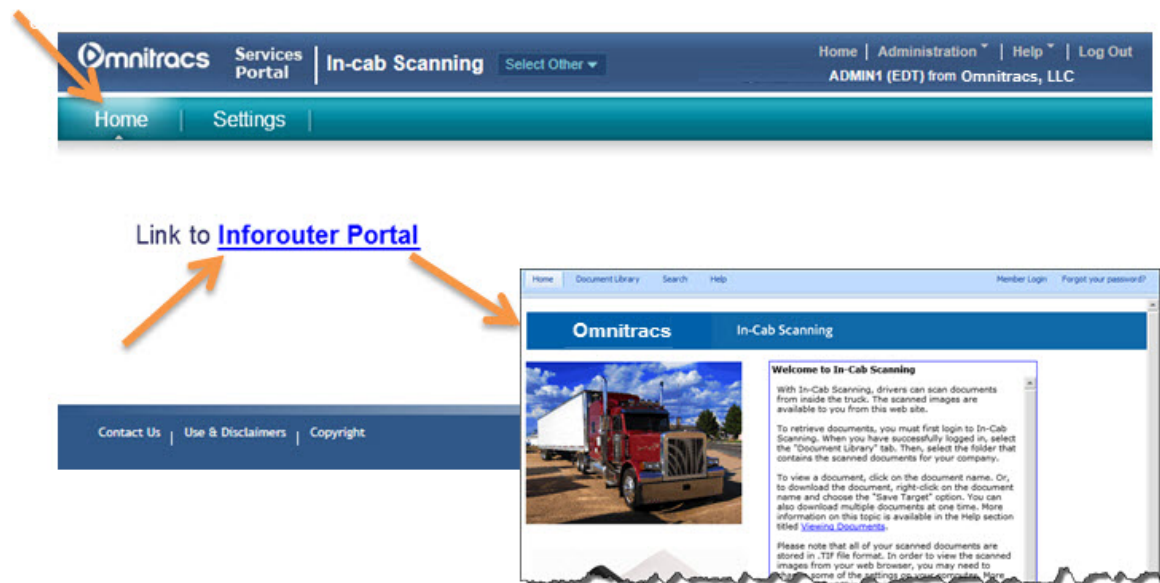 Omnitracs Services Portal In-cab Scanning Select Other
Home | Administration | Help | Log Out
ADMIN1 (EDT) from Omnitracs, LLC
Home | Settings |
Link to Inforouter Portal
Home Document Library Search Help Member Login Forgot your password?
Omnitracs In-Cab Scanning
Welcome to In-Cab Scanning
With In-Cab Scanning, drivers can scan documents
from inside the truck. The scanned images are
available to you from this web site.
To retrieve documents, you must first login to In-Cab
Scanning. When you have successfully logged in, select
the "Document Library" tab. Then, select the folder that
contains the scanned documents for your company.
To view a document, click on the document name. Or,
to download the document, right-click on the document
name and choose the "Save Target" option. You can
also download multiple documents at one time. More
information on this topic is available in the Help section
titled Viewing Documents.
Please note that all of your scanned documents are
stored in .TIF file format. In order to view the scanned
images from your web browser, you may need to
some of the settings on your computer. More
Contact Us | Use & Disclaimers | Copyright